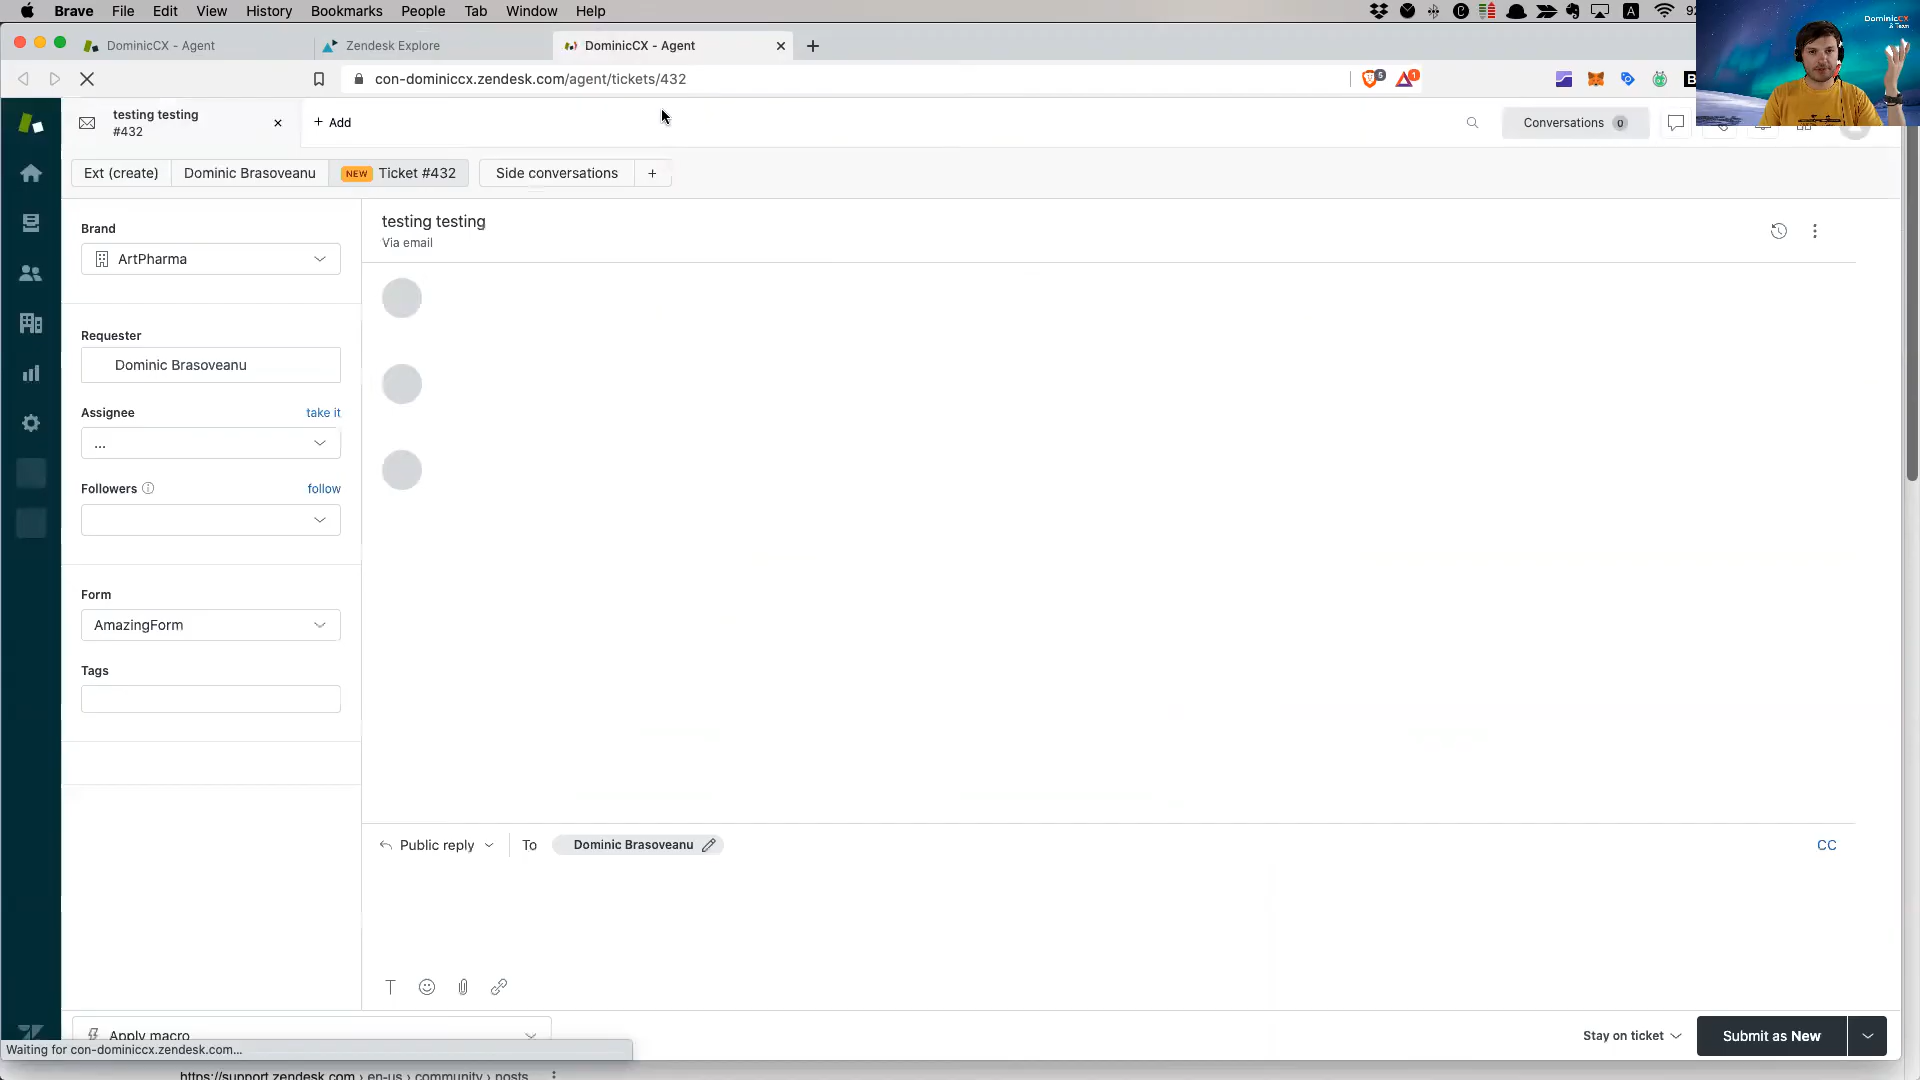 Brave File Edit View History Bookmarks People Tab Window Help
DominicCX - Agent
Zendesk Explore
DominicCX - Agent
con-dominiccx.zendesk.com/agent/tickets/432
5
1
DominicCX
& Team
testing testing
#432
+ Add
Conversations 0
Ext (create)
Dominic Brasoveanu
NEW Ticket #432
Side conversations
+
Brand
ArtPharma
testing testing
Via email
Requester
Dominic Brasoveanu
Assignee
take it
...
Followers
follow
Form
AmazingForm
Tags
Public reply
To
Dominic Brasoveanu
CC
Apply macro
Stay on ticket
Submit as New
Waiting for con-dominiccx.zendesk.com...
https://support.zendesk.com › en-us › community › posts